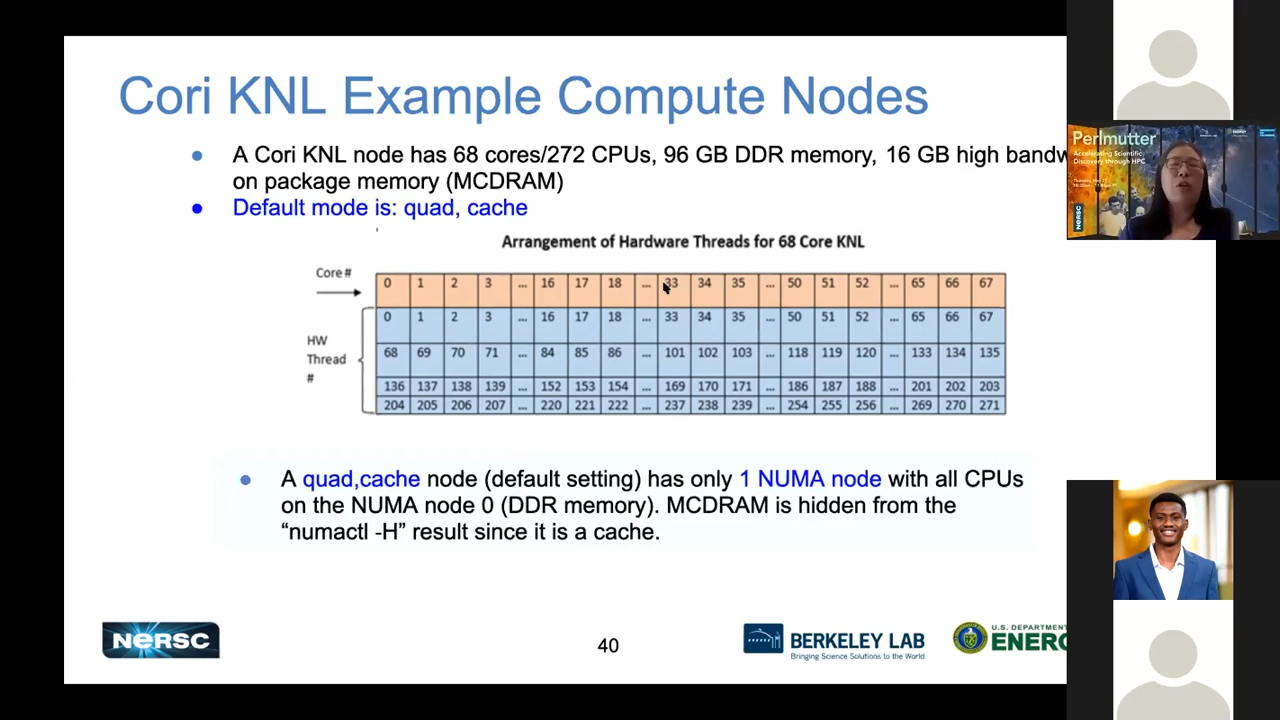 Cori KNL Example Compute Nodes
● A Cori KNL node has 68 cores/272 CPUs, 96 GB DDR memory, 16 GB high bandw
on package memory (MCDRAM)
● Default mode is: quad, cache
Arrangement of Hardware Threads for 68 Core KNL
Core # 0 1 2 3 ... 16 17 18 ... 33 34 35 ... 50 51 52 ... 65 66 67
HW Thread # 0 1 2 3 ... 16 17 18 ... 33 34 35 ... 50 51 52 ... 65 66 67
68 69 70 71 ... 84 85 86 ... 101 102 103 ... 118 119 120 ... 133 134 135
136 137 138 139 ... 152 153 154 ... 169 170 171 ... 186 187 188 ... 201 202 203
204 205 206 207 ... 220 221 222 ... 237 238 239 ... 254 255 256 ... 269 270 271
● A quad,cache node (default setting) has only 1 NUMA node with all CPUs
on the NUMA node 0 (DDR memory). MCDRAM is hidden from the
“numactl -H” result since it is a cache.
NERSC
40
BERKELEY LAB
Bringing Science Solutions to the World
U.S. DEPARTMENT
ENERG
Perlmutter
Accelerating Scientific
Discovery through HPC
NERSC